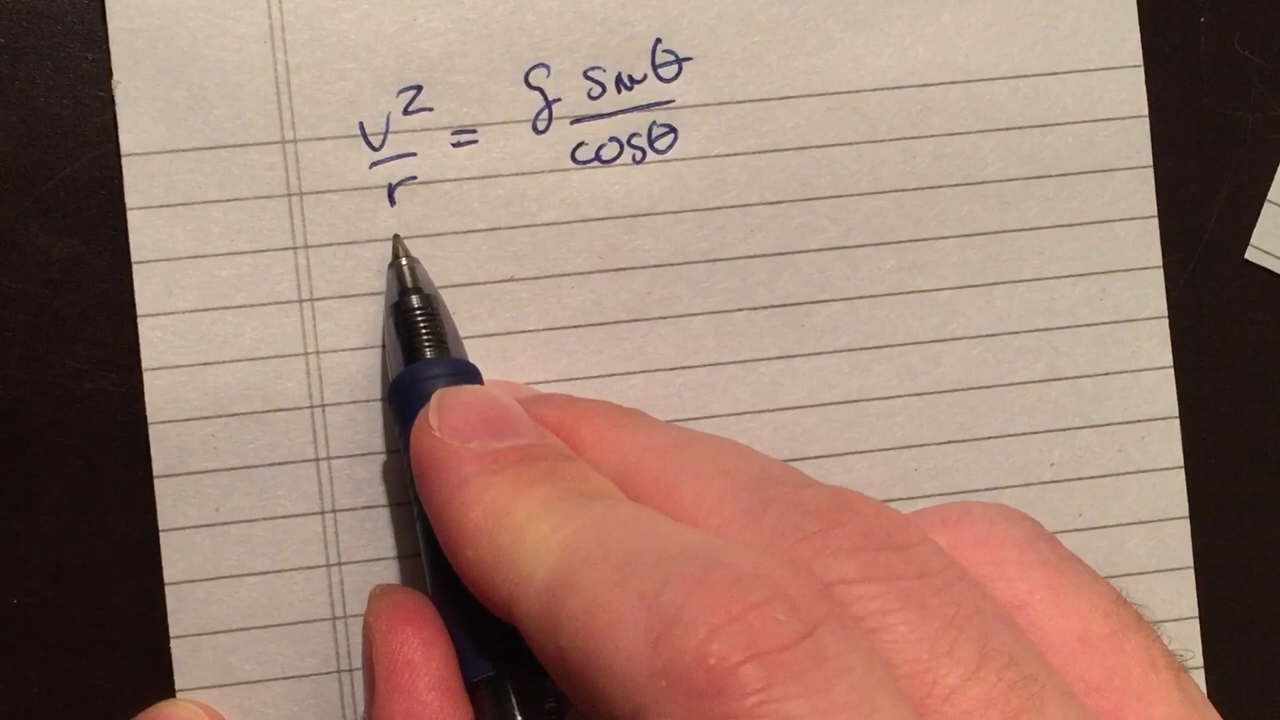 v²/r = g sinθ/cosθ